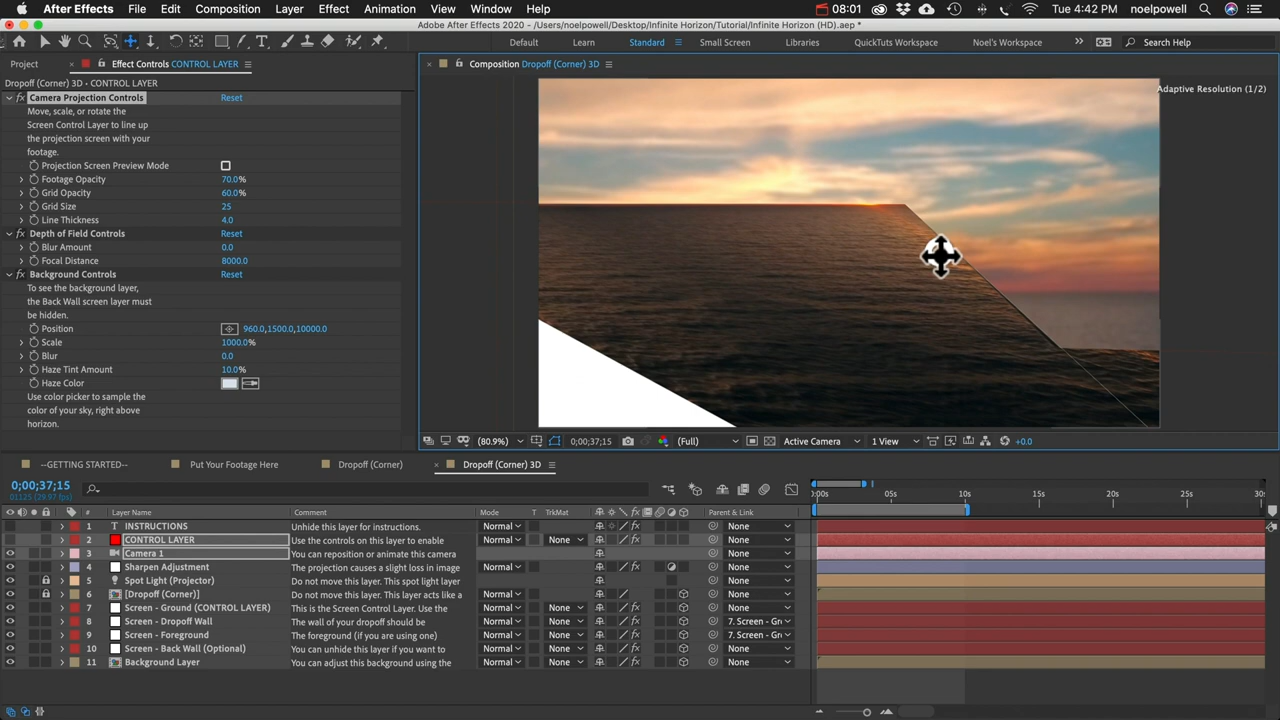 After Effects File Edit Composition Layer Effect Animation View Window Help 08:01 Tue 4:42 PM noelpowell
Adobe After Effects 2020 - /Users/noelpowell/Desktop/Infinite Horizon/Tutorial/Infinite Horizon (HD).aep *
Default Learn Standard Small Screen Libraries QuickTuts Workspace Noel's Workspace Search Help
Project Effect Controls CONTROL LAYER Composition Dropoff (Corner) 3D
Dropoff (Corner) 3D • CONTROL LAYER
Adaptive Resolution (1/2)
fx Camera Projection Controls Reset
Move, scale, or rotate the
Screen Control Layer to line up
the projection screen with your
footage.
Projection Screen Preview Mode
Footage Opacity 70.0%
Grid Opacity 60.0%
Grid Size 25
Line Thickness 4.0
fx Depth of Field Controls Reset
Blur Amount 0.0
Focal Distance 8000.0
fx Background Controls Reset
To see the background layer,
the Back Wall screen layer must
be hidden.
Position 960.0,1500.0,10000.0
Scale 1000.0%
Blur 0.0
Haze Tint Amount 10.0%
Haze Color
Use color picker to sample the
color of your sky, right above
horizon.
(80.9%) 0;00;37;15 (Full) Active Camera 1 View +0.0
--GETTING STARTED-- Put Your Footage Here Dropoff (Corner) Dropoff (Corner) 3D
0;00;37;15
01125 (29.97 fps)
:00s 05s 10s 15s 20s 25s 30s
# Layer Name Comment Mode T TrkMat Parent & Link
1 T INSTRUCTIONS Unhide this layer for instructions. Normal None
2 CONTROL LAYER Use the controls on this layer to enable Normal None None
3 Camera 1 You can reposition or animate this camera None
4 Sharpen Adjustment The projection causes a slight loss in image Normal None None
5 Spot Light (Projector) Do not move this layer. This spot light layer None
6 [Dropoff (Corner)] Do not move this layer. This layer acts like a Normal None None
7 Screen - Ground (CONTROL LAYER) This is the Screen Control Layer. Use the Normal None None
8 Screen - Dropoff Wall The wall of your dropoff should be Normal None 7. Screen - Gro
9 Screen - Foreground The foreground (if you are using one) Normal None 7. Screen - Gro
10 Screen - Back Wall (Optional) You can unhide this layer if you want to Normal None None
11 Background Layer You can adjust this background using the Normal None None